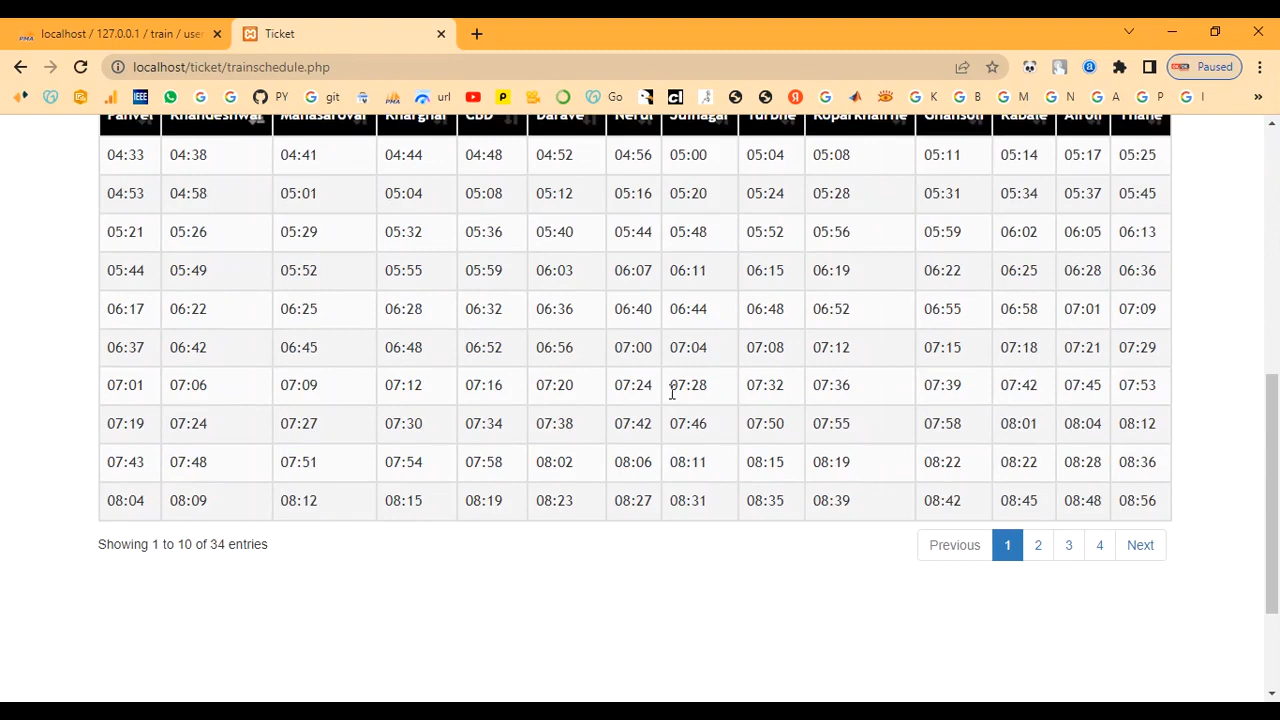 localhost / 127.0.0.1 / train / user
Ticket
localhost/ticket/trainschedule.php
Paused
IEEE PY git url Go K B M N A P I »
Panvel Khandeshwar Manasarovar Kharghar CBD Darave Nerul Juinagar Turbhe Koparkhairne Ghansoli Rabale Airoli Thane
04:33 04:38 04:41 04:44 04:48 04:52 04:56 05:00 05:04 05:08 05:11 05:14 05:17 05:25
04:53 04:58 05:01 05:04 05:08 05:12 05:16 05:20 05:24 05:28 05:31 05:34 05:37 05:45
05:21 05:26 05:29 05:32 05:36 05:40 05:44 05:48 05:52 05:56 05:59 06:02 06:05 06:13
05:44 05:49 05:52 05:55 05:59 06:03 06:07 06:11 06:15 06:19 06:22 06:25 06:28 06:36
06:17 06:22 06:25 06:28 06:32 06:36 06:40 06:44 06:48 06:52 06:55 06:58 07:01 07:09
06:37 06:42 06:45 06:48 06:52 06:56 07:00 07:04 07:08 07:12 07:15 07:18 07:21 07:29
07:01 07:06 07:09 07:12 07:16 07:20 07:24 07:28 07:32 07:36 07:39 07:42 07:45 07:53
07:19 07:24 07:27 07:30 07:34 07:38 07:42 07:46 07:50 07:55 07:58 08:01 08:04 08:12
07:43 07:48 07:51 07:54 07:58 08:02 08:06 08:11 08:15 08:19 08:22 08:22 08:28 08:36
08:04 08:09 08:12 08:15 08:19 08:23 08:27 08:31 08:35 08:39 08:42 08:45 08:48 08:56
Showing 1 to 10 of 34 entries
Previous 1 2 3 4 Next